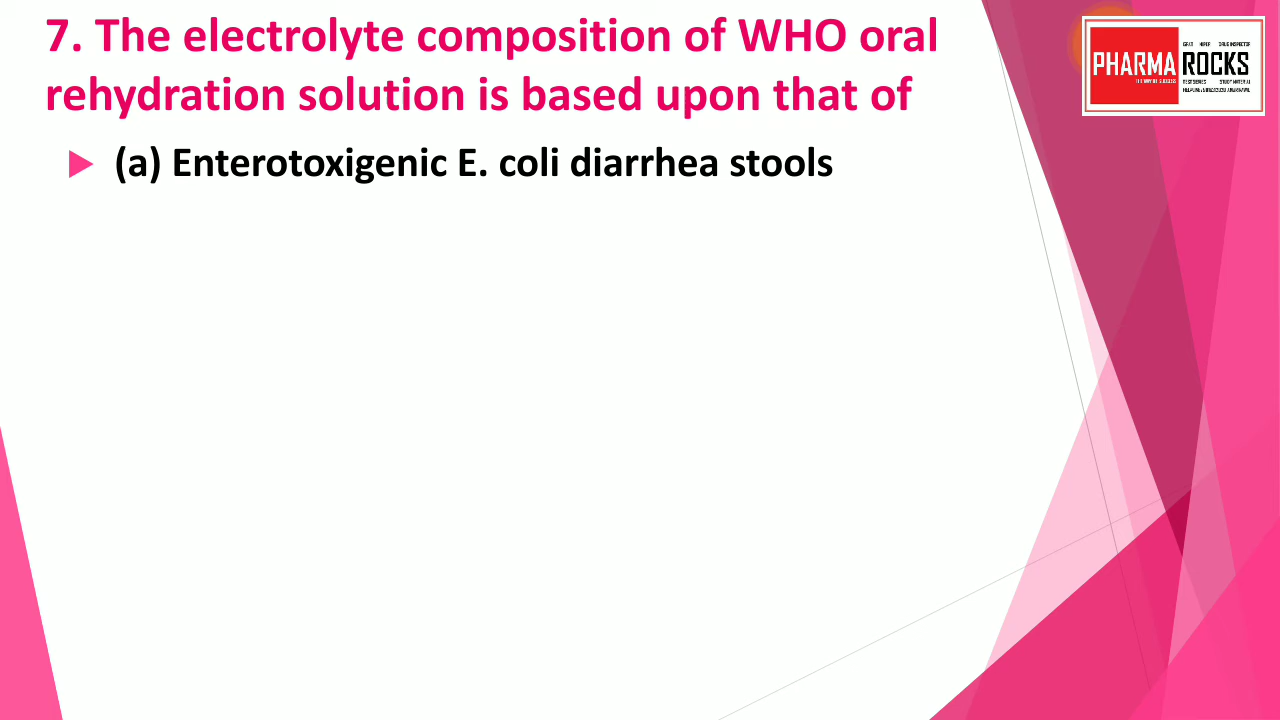 7. The electrolyte composition of WHO oral
rehydration solution is based upon that of
(a) Enterotoxigenic E. coli diarrhea stools
PHARMA ROCKS